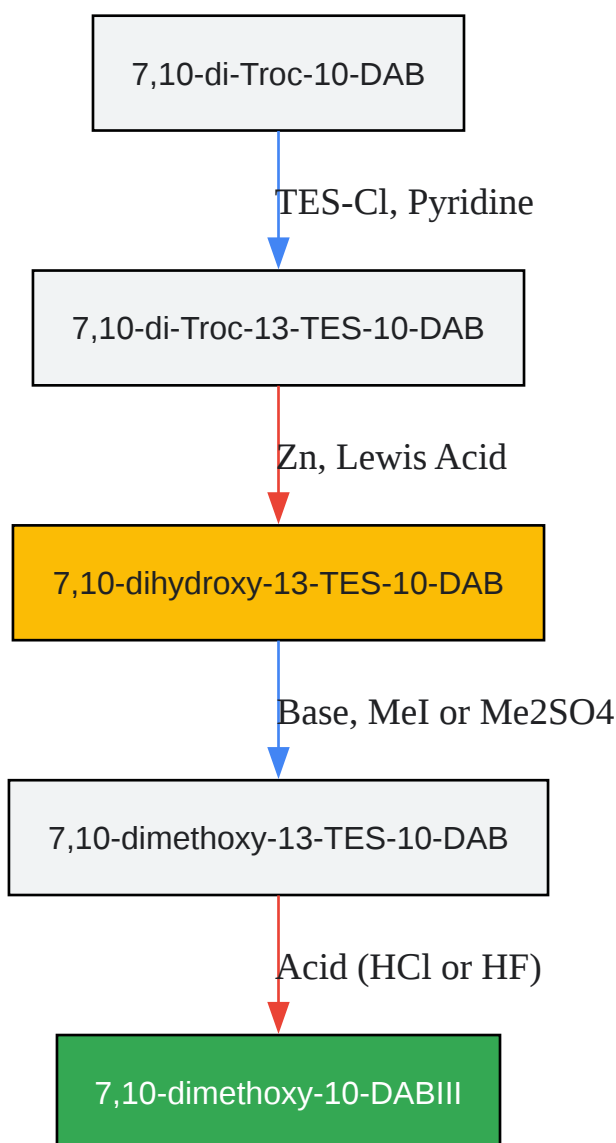 7,10-di-Troc-10-DAB
TES-Cl, Pyridine
7,10-di-Troc-13-TES-10-DAB
Zn, Lewis Acid
7,10-dihydroxy-13-TES-10-DAB
Base, MeI or Me2SO4
7,10-dimethoxy-13-TES-10-DAB
Acid (HCl or HF)
7,10-dimethoxy-10-DABIII